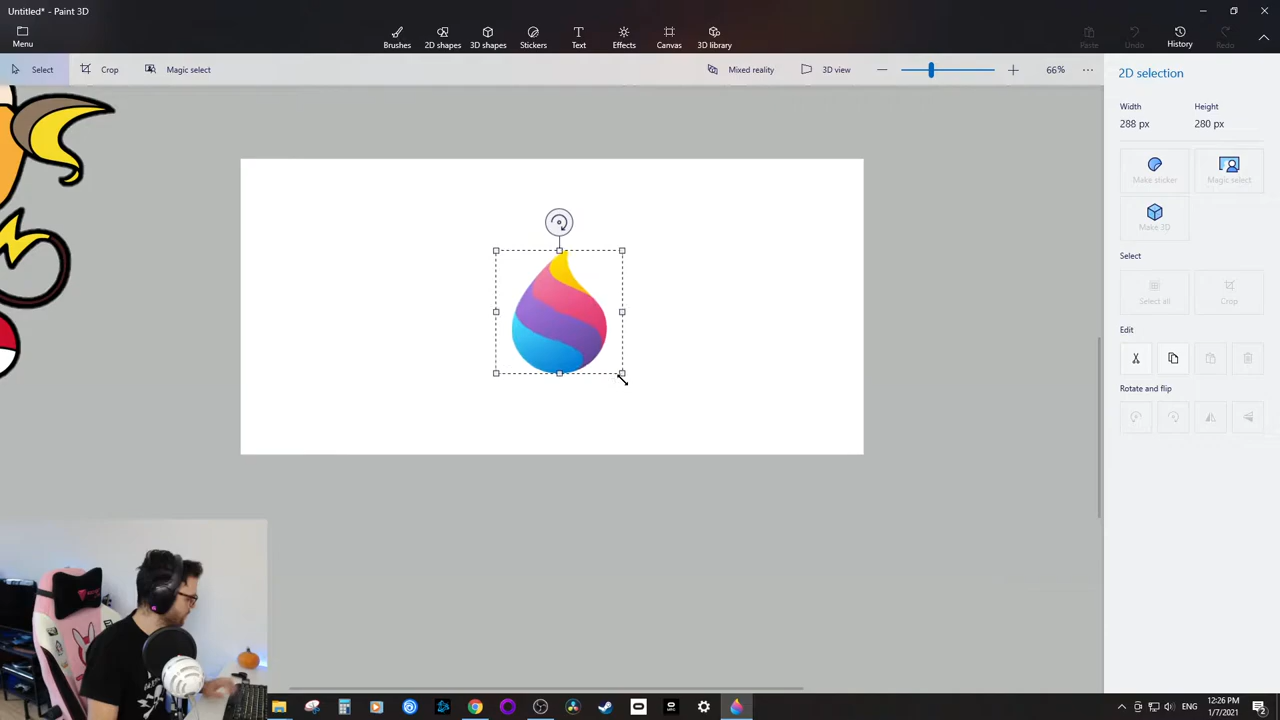 Untitled* - Paint 3D
Menu
Brushes
2D shapes
3D shapes
Stickers
Text
Effects
Canvas
3D library
Paste
Undo
History
Redo
Select
Crop
Magic select
Mixed reality
3D view
66%
2D selection
Width
Height
288 px
280 px
Make sticker
Magic select
Make 3D
Select
Select all
Crop
Edit
Rotate and flip
ENG
12:26 PM
1/7/2021
2